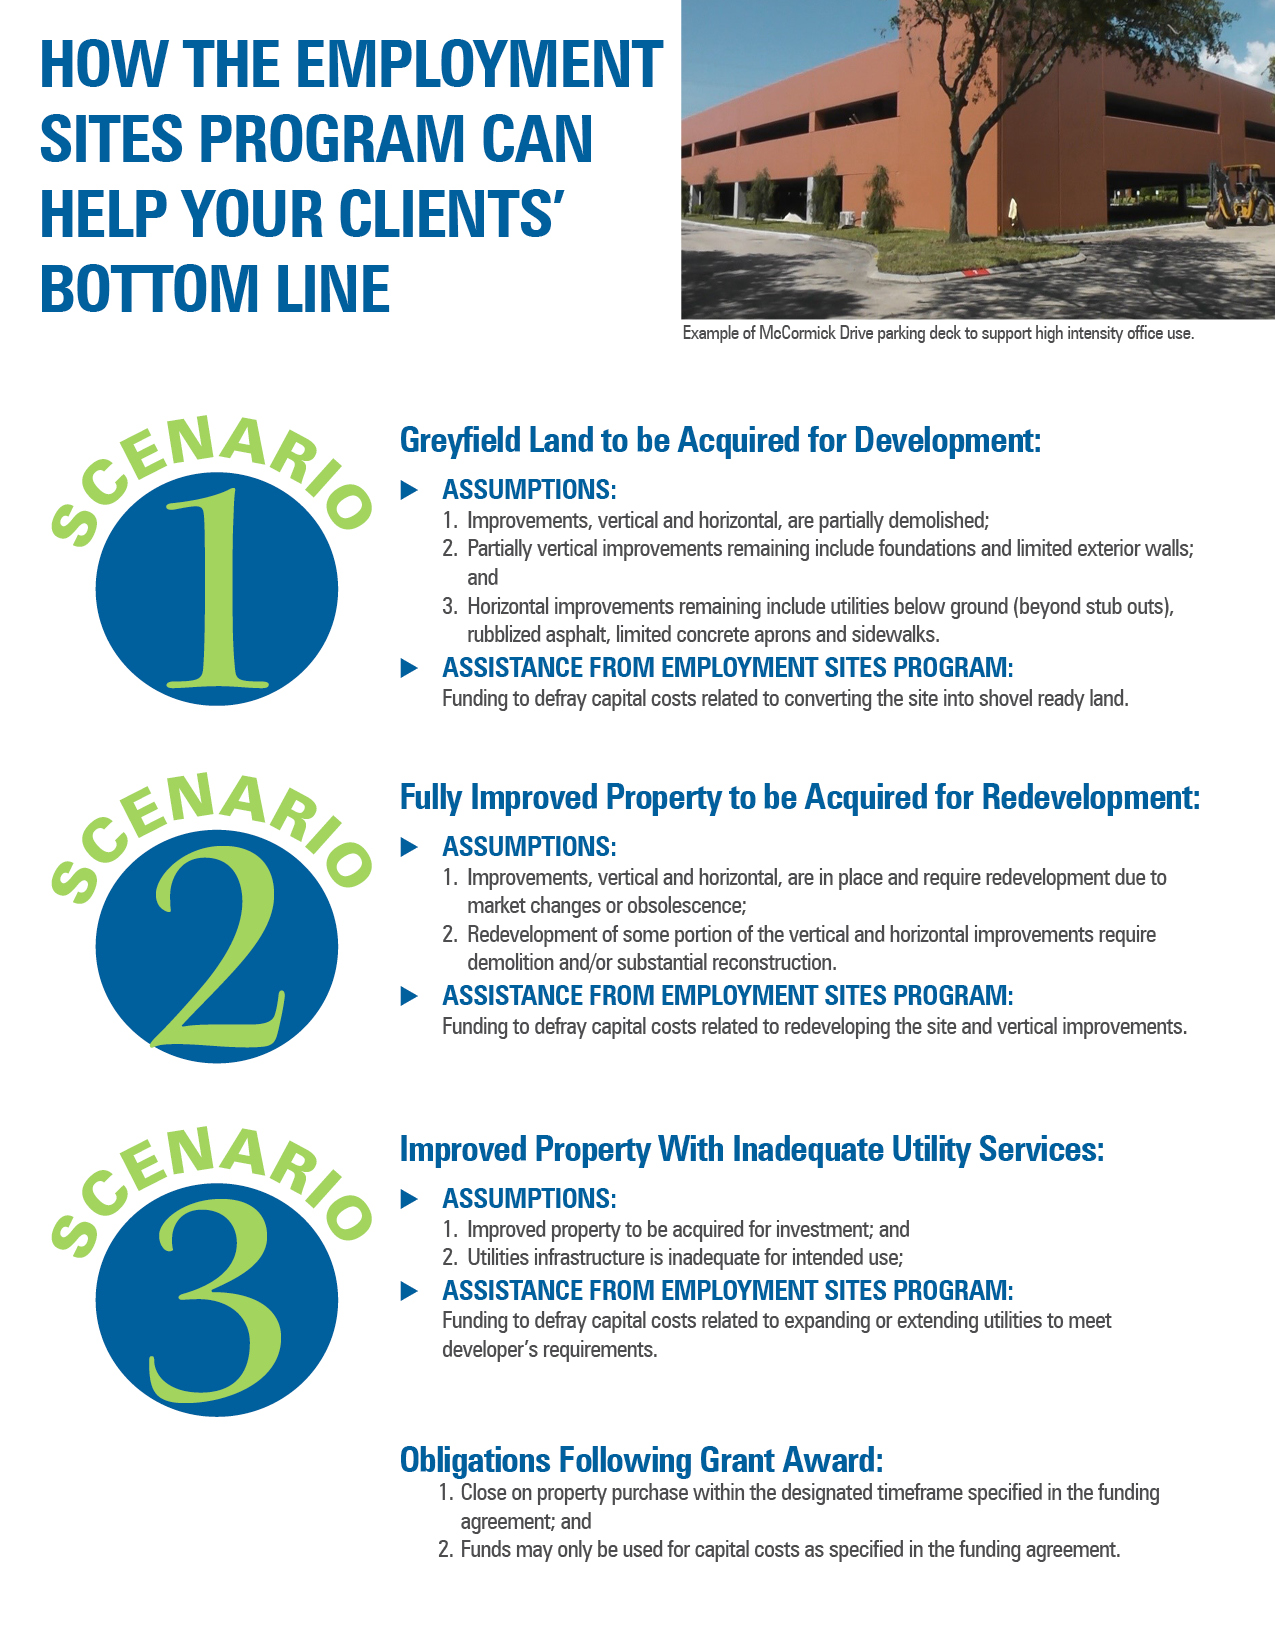 HOW THE EMPLOYMENT
SITES PROGRAM CAN
HELP YOUR CLIENTS’
BOTTOM LINE
Example of McCormick Drive parking deck to support high intensity office use.
SCENARIO
1
Greyfield Land to be Acquired for Development:
▶ ASSUMPTIONS:
1. Improvements, vertical and horizontal, are partially demolished;
2. Partially vertical improvements remaining include foundations and limited exterior walls;
and
3. Horizontal improvements remaining include utilities below ground (beyond stub outs),
rubblized asphalt, limited concrete aprons and sidewalks.
▶ ASSISTANCE FROM EMPLOYMENT SITES PROGRAM:
Funding to defray capital costs related to converting the site into shovel ready land.
SCENARIO
2
Fully Improved Property to be Acquired for Redevelopment:
▶ ASSUMPTIONS:
1. Improvements, vertical and horizontal, are in place and require redevelopment due to
market changes or obsolescence;
2. Redevelopment of some portion of the vertical and horizontal improvements require
demolition and/or substantial reconstruction.
▶ ASSISTANCE FROM EMPLOYMENT SITES PROGRAM:
Funding to defray capital costs related to redeveloping the site and vertical improvements.
SCENARIO
3
Improved Property With Inadequate Utility Services:
▶ ASSUMPTIONS:
1. Improved property to be acquired for investment; and
2. Utilities infrastructure is inadequate for intended use;
▶ ASSISTANCE FROM EMPLOYMENT SITES PROGRAM:
Funding to defray capital costs related to expanding or extending utilities to meet
developer’s requirements.
Obligations Following Grant Award:
1. Close on property purchase within the designated timeframe specified in the funding
agreement; and
2. Funds may only be used for capital costs as specified in the funding agreement.